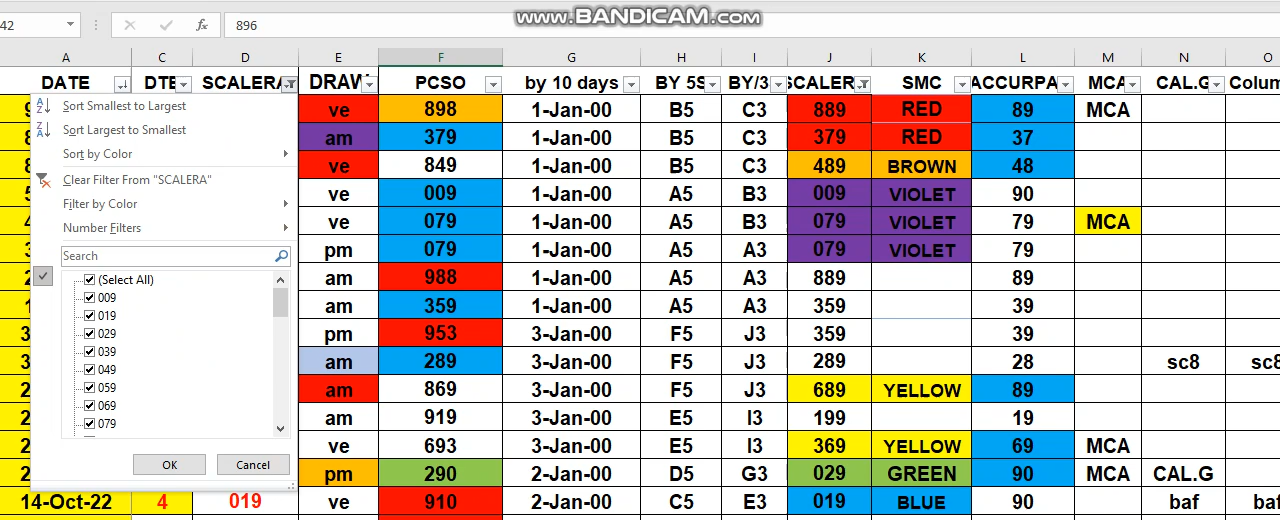 www.BANDICAM.com
42 fx 896
A C D E F G H I J K L M N O
DATE DTE SCALERA DRAW PCSO by 10 days BY 5S BY/3 SCALER SMC ACCURPA MCA CAL.G Colum
ve 898 1-Jan-00 B5 C3 889 RED 89 MCA
am 379 1-Jan-00 B5 C3 379 RED 37
ve 849 1-Jan-00 B5 C3 489 BROWN 48
ve 009 1-Jan-00 A5 B3 009 VIOLET 90
ve 079 1-Jan-00 A5 B3 079 VIOLET 79 MCA
pm 079 1-Jan-00 A5 A3 079 VIOLET 79
am 988 1-Jan-00 A5 A3 889 89
am 359 1-Jan-00 A5 A3 359 39
pm 953 3-Jan-00 F5 J3 359 39
am 289 3-Jan-00 F5 J3 289 28 sc8 sc8
am 869 3-Jan-00 F5 J3 689 YELLOW 89
am 919 3-Jan-00 E5 I3 199 19
ve 693 3-Jan-00 E5 I3 369 YELLOW 69 MCA
pm 290 2-Jan-00 D5 G3 029 GREEN 90 MCA CAL.G
14-Oct-22 4 019 ve 910 2-Jan-00 C5 E3 019 BLUE 90 baf baf
Sort Smallest to Largest
Sort Largest to Smallest
Sort by Color
Clear Filter From "SCALERA"
Filter by Color
Number Filters
Search
(Select All)
009
019
029
039
049
059
069
079
OK Cancel